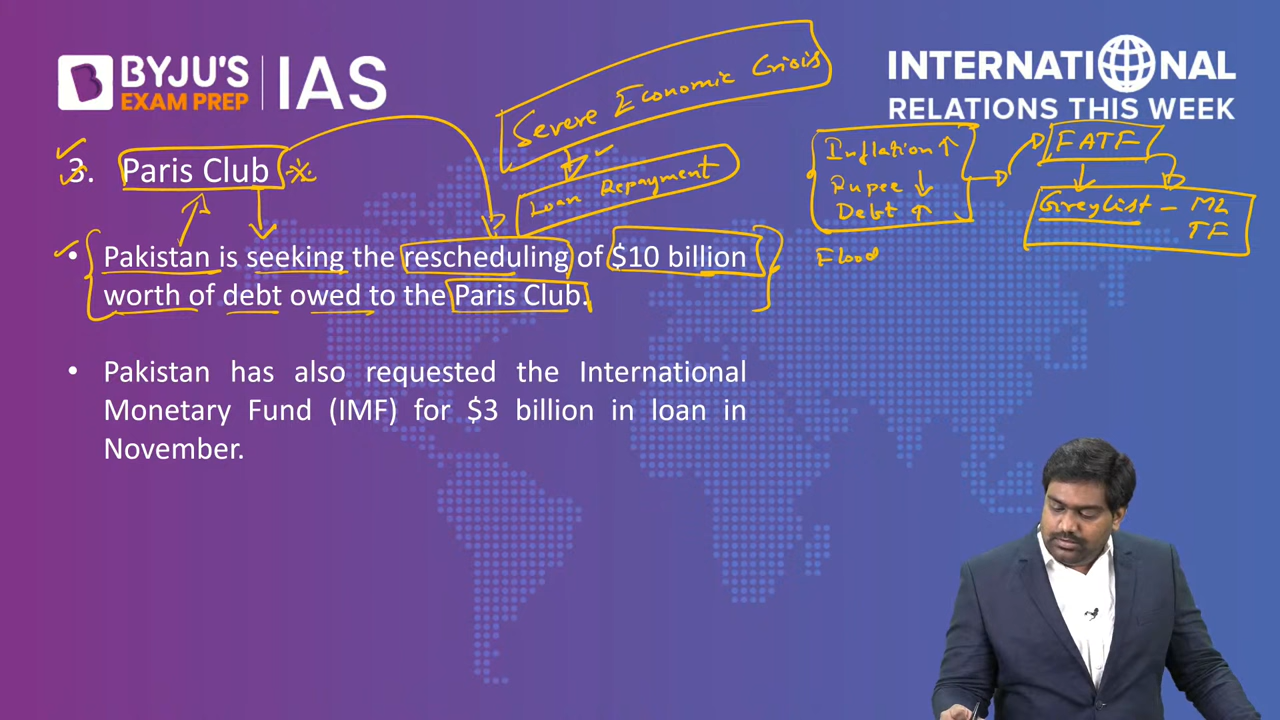 BYJU'S
EXAM PREP
IAS
INTERNATIONAL
RELATIONS THIS WEEK
Severe Economic Crisis
Loan Repayment
Inflation ↑
Rupee ↓
Debt ↑
Flood
FATF
Greylist - ML
TF
3. Paris Club
• Pakistan is seeking the rescheduling of $10 billion
worth of debt owed to the Paris Club.
• Pakistan has also requested the International
Monetary Fund (IMF) for $3 billion in loan in
November.